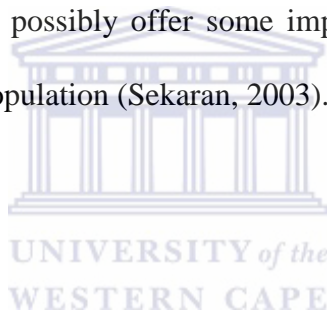 possibly offer some imp
opulation (Sekaran, 2003).
UNIVERSITY of the
WESTERN CAPE